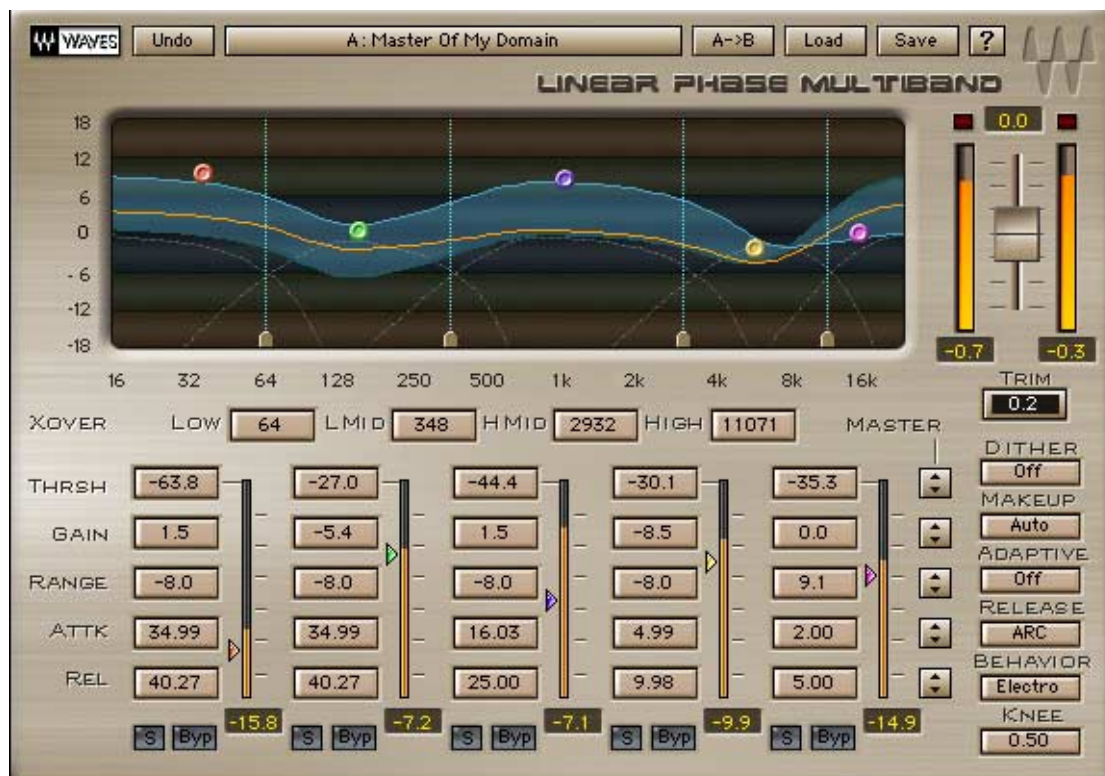 WAVES Undo A: Master Of My Domain A->B Load Save ?
LINEAR PHASE MULTIBAND
18
12
6
0
-6
-12
-18
0.0
-0.7 -0.3
16 32 64 128 250 500 1k 2k 4k 8k 16k
TRIM
0.2
XOVER LOW 64 LMID 348 HMID 2932 HIGH 11071 MASTER
THRSH -63.8 -27.0 -44.4 -30.1 -35.3
GAIN 1.5 -5.4 1.5 -8.5 0.0
RANGE -8.0 -8.0 -8.0 -8.0 9.1
ATTK 34.99 34.99 16.03 4.99 2.00
REL 40.27 40.27 25.00 9.98 5.00
-15.8 -7.2 -7.1 -9.9 -14.9
S Byp S Byp S Byp S Byp S Byp
DITHER
Off
MAKEUP
Auto
ADAPTIVE
Off
RELEASE
ARC
BEHAVIOR
Electro
KNEE
0.50